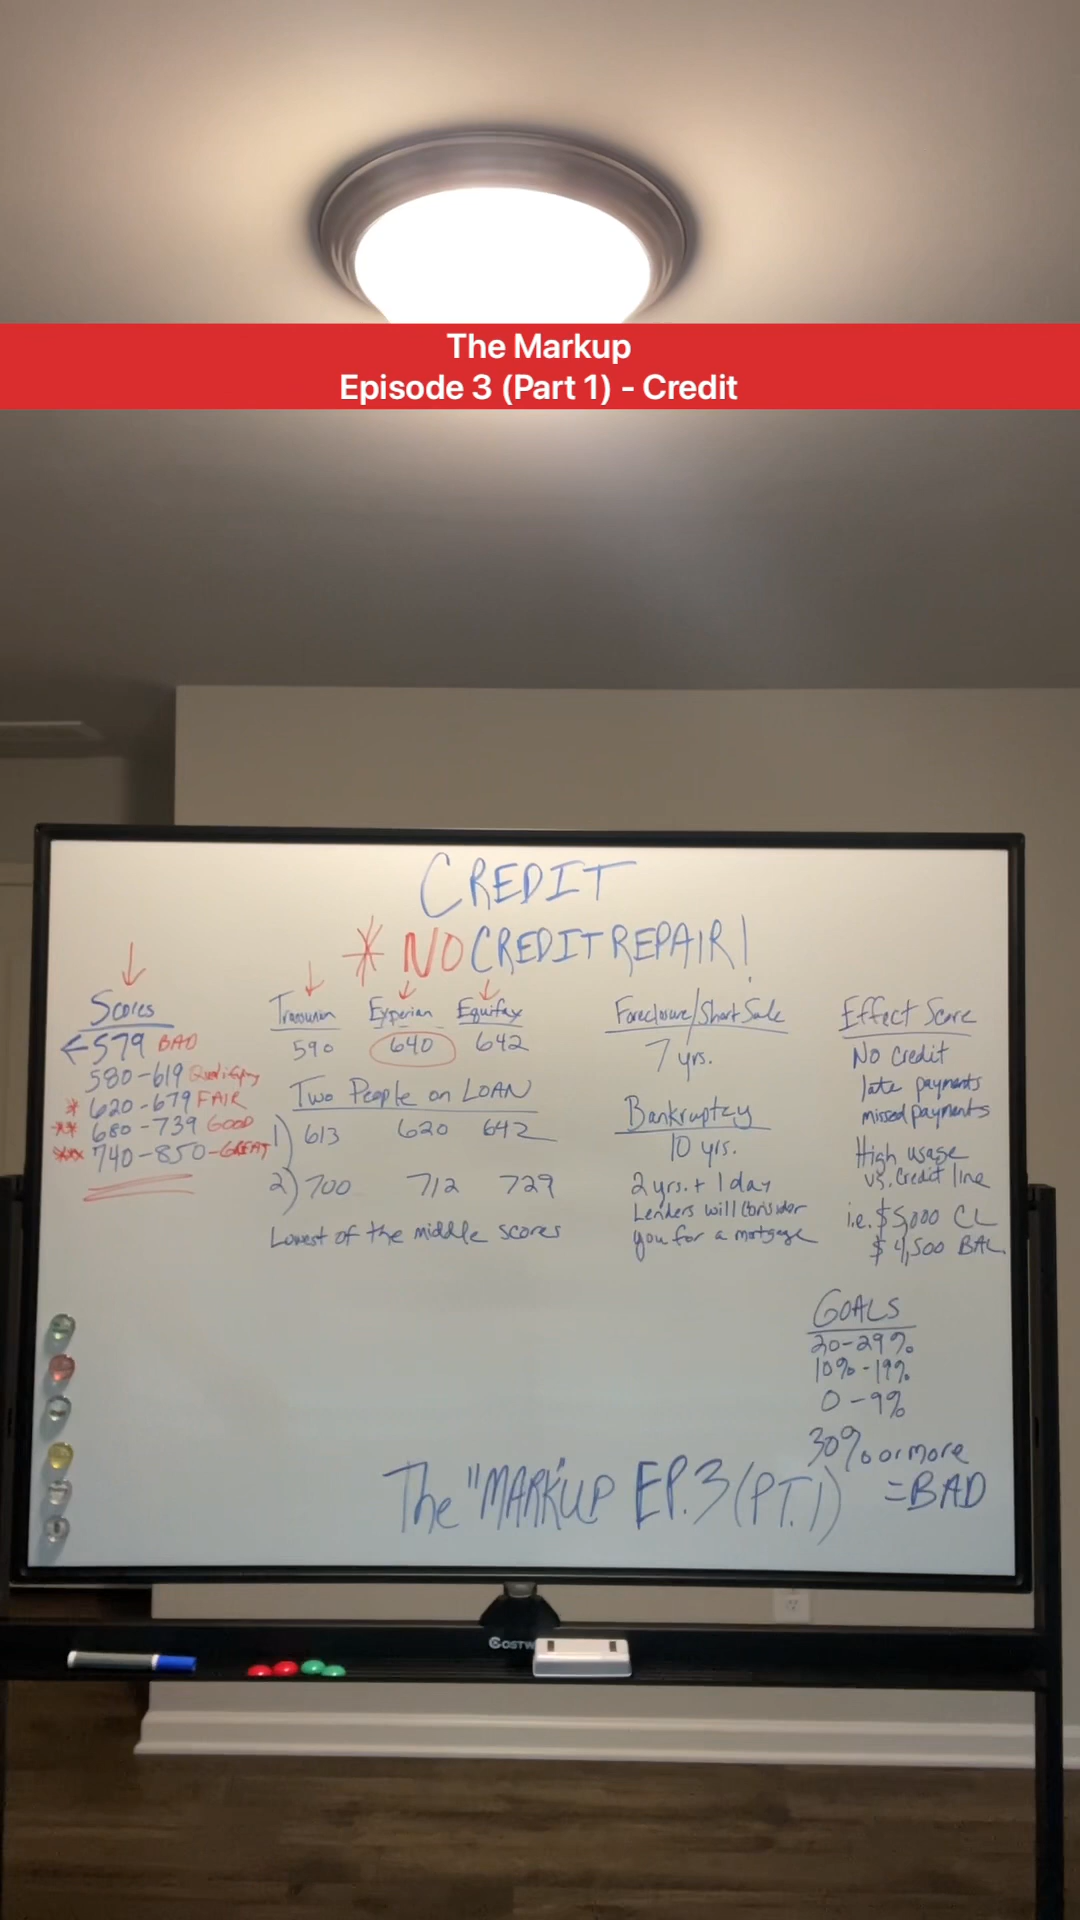 The Markup
Episode 3 (Part 1) - Credit
CREDIT
* NO CREDIT REPAIR!
Scores
←579 BAD
580-619 Qualifying
* 620-679 FAIR
** 680-739 GOOD
*** 740-850-GREAT
Transunion Experian Equifax
590 640 642
Two People on LOAN
1) 613 620 642
2) 700 712 729
Lowest of the middle scores
Foreclosure/Short Sale
7 yrs.
Bankruptcy
10 yrs.
2 yrs. + 1 day
Lenders will consider
you for a mortgage
Effect Score
No Credit
late payments
missed payments
High usage
vs. Credit line
i.e. $5,000 CL
$4,500 BAL.
GOALS
20-29%
10%-19%
0-9%
30% or more
=BAD
The "MARKUP" EP.3 (PT.1)
COSTW